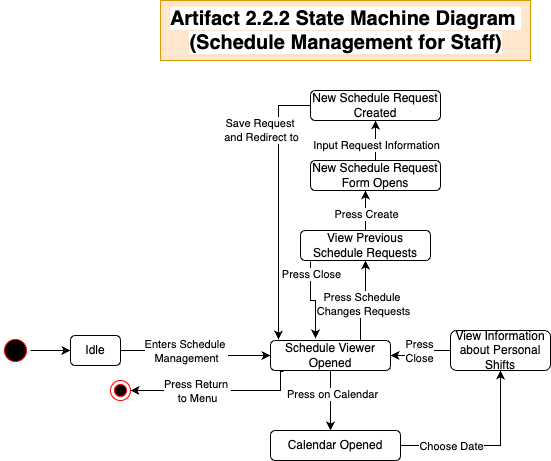 Artifact 2.2.2 State Machine Diagram
(Schedule Management for Staff)
New Schedule Request
Created
Save Request
and Redirect to
Input Request Information
New Schedule Request
Form Opens
Press Create
View Previous
Schedule Requests
Press Close
Press Schedule
Changes Requests
Idle
Enters Schedule
Management
Schedule Viewer
Opened
Press
Close
View Information
about Personal
Shifts
Press Return
to Menu
Press on Calendar
Calendar Opened
Choose Date